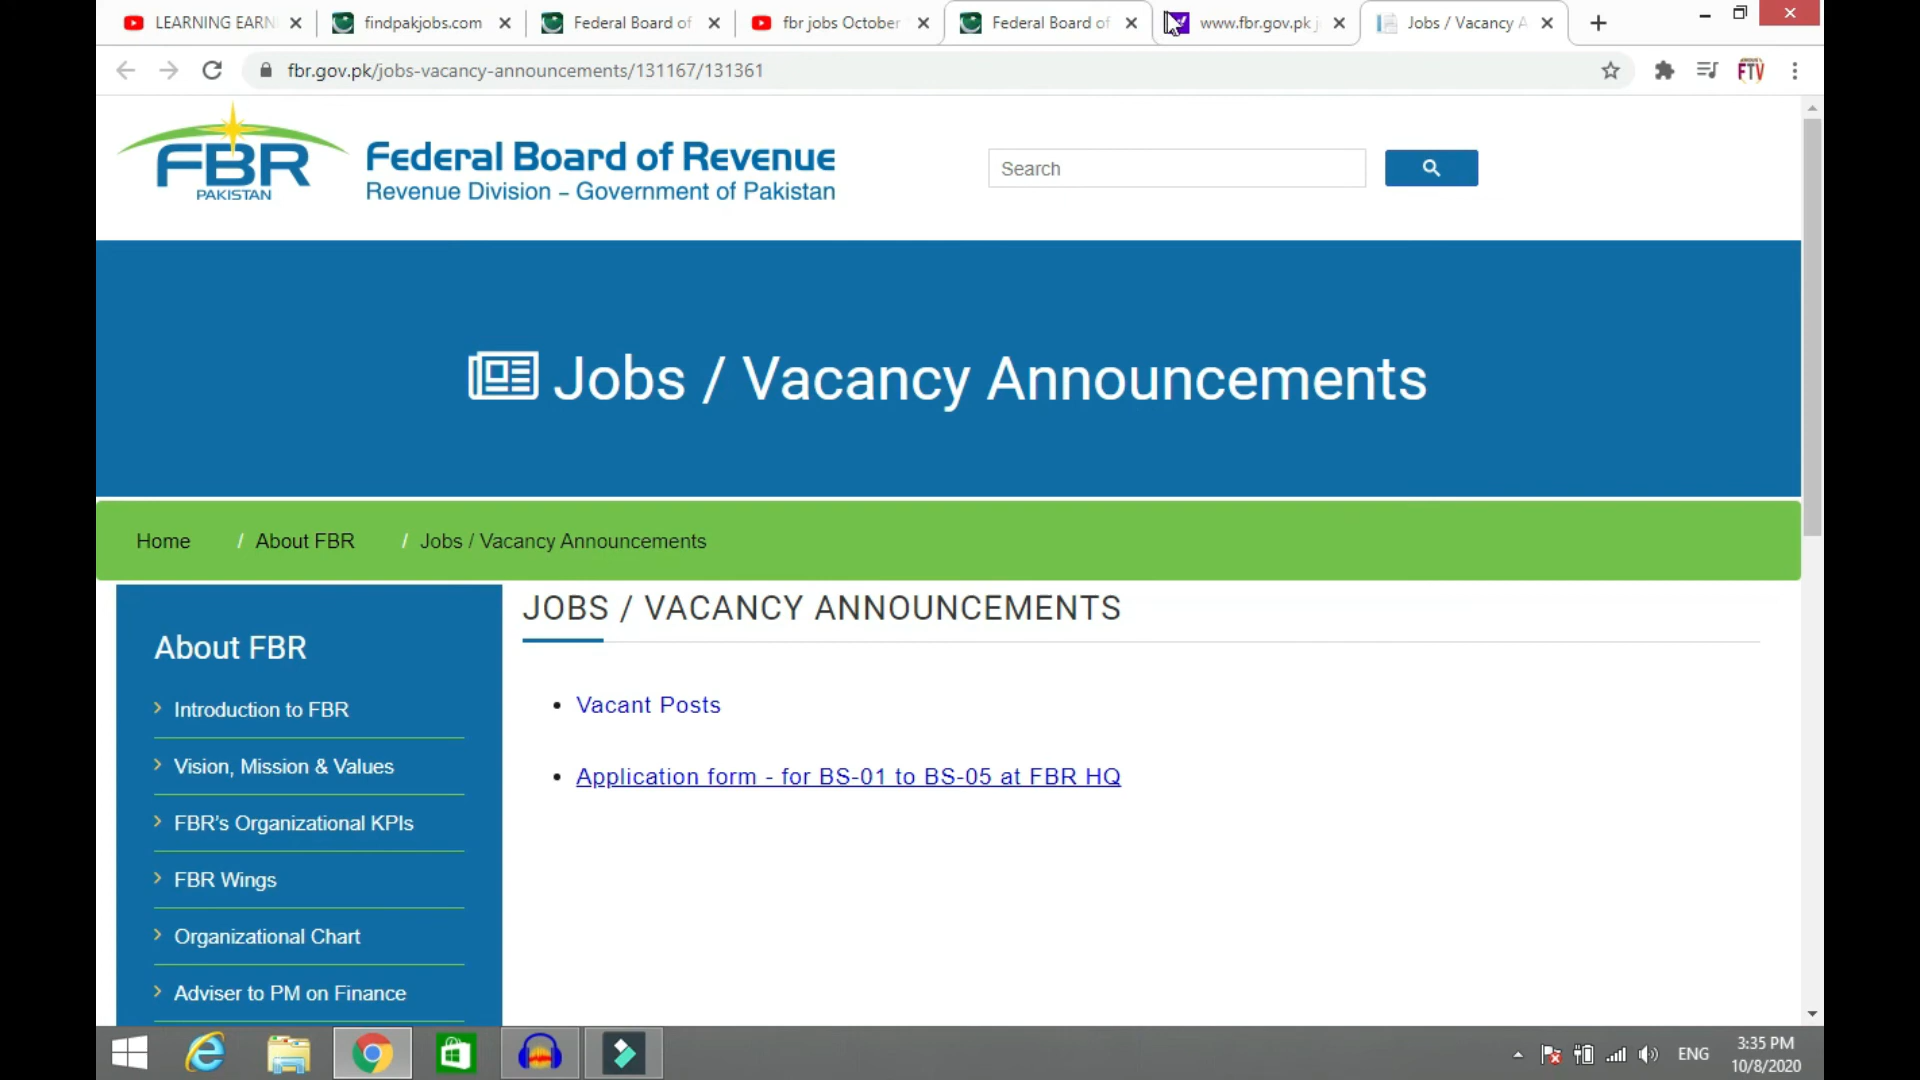 LEARNING EARN
findpakjobs.com
Federal Board of
fbr jobs October
Federal Board of
www.fbr.gov.pk j
Jobs / Vacancy A
fbr.gov.pk/jobs-vacancy-announcements/131167/131361
FTV
FBR
PAKISTAN
Federal Board of Revenue
Revenue Division – Government of Pakistan
Search
Jobs / Vacancy Announcements
Home / About FBR / Jobs / Vacancy Announcements
JOBS / VACANCY ANNOUNCEMENTS
About FBR
Introduction to FBR
Vision, Mission & Values
FBR's Organizational KPIs
FBR Wings
Organizational Chart
Adviser to PM on Finance
• Vacant Posts
• Application form - for BS-01 to BS-05 at FBR HQ
ENG
3:35 PM
10/8/2020